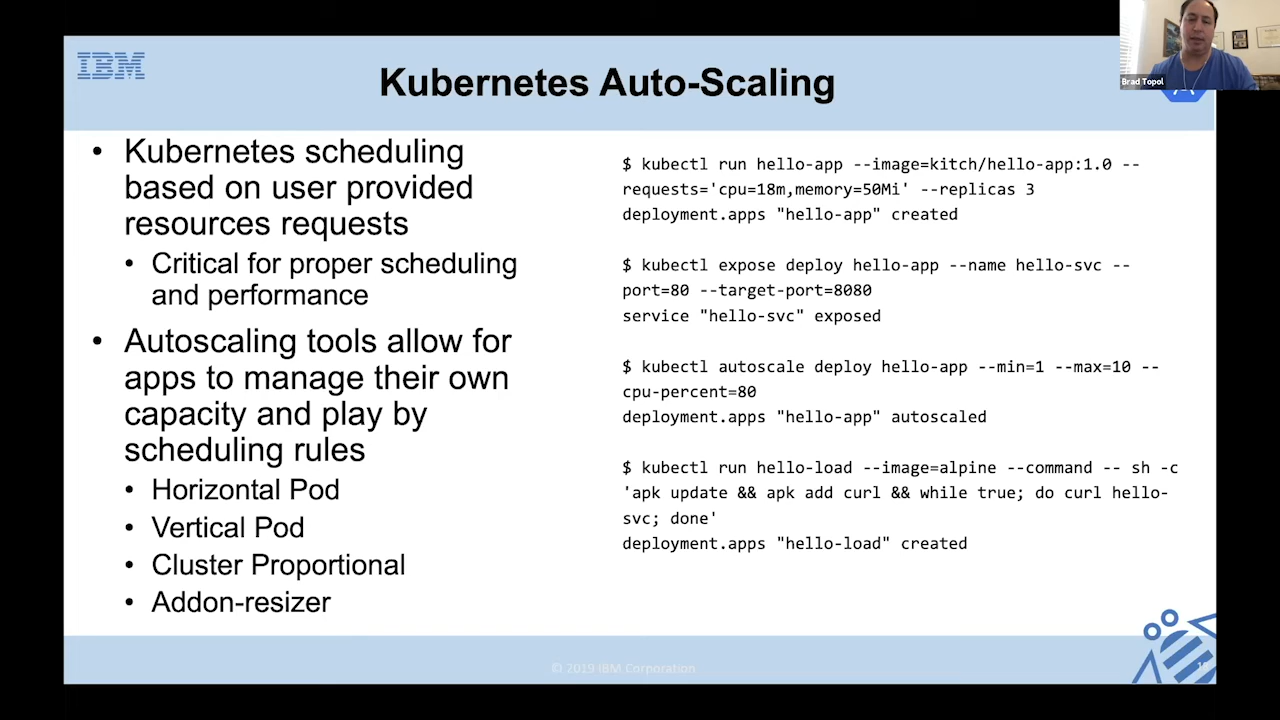 IBM
Kubernetes Auto-Scaling
Brad Topol
• Kubernetes scheduling
based on user provided
resources requests
• Critical for proper scheduling
and performance
• Autoscaling tools allow for
apps to manage their own
capacity and play by
scheduling rules
• Horizontal Pod
• Vertical Pod
• Cluster Proportional
• Addon-resizer
$ kubectl run hello-app --image=kitch/hello-app:1.0 --
requests='cpu=18m,memory=50Mi' --replicas 3
deployment.apps "hello-app" created
$ kubectl expose deploy hello-app --name hello-svc --
port=80 --target-port=8080
service "hello-svc" exposed
$ kubectl autoscale deploy hello-app --min=1 --max=10 --
cpu-percent=80
deployment.apps "hello-app" autoscaled
$ kubectl run hello-load --image=alpine --command -- sh -c
'apk update && apk add curl && while true; do curl hello-
svc; done'
deployment.apps "hello-load" created
© 2019 IBM Corporation